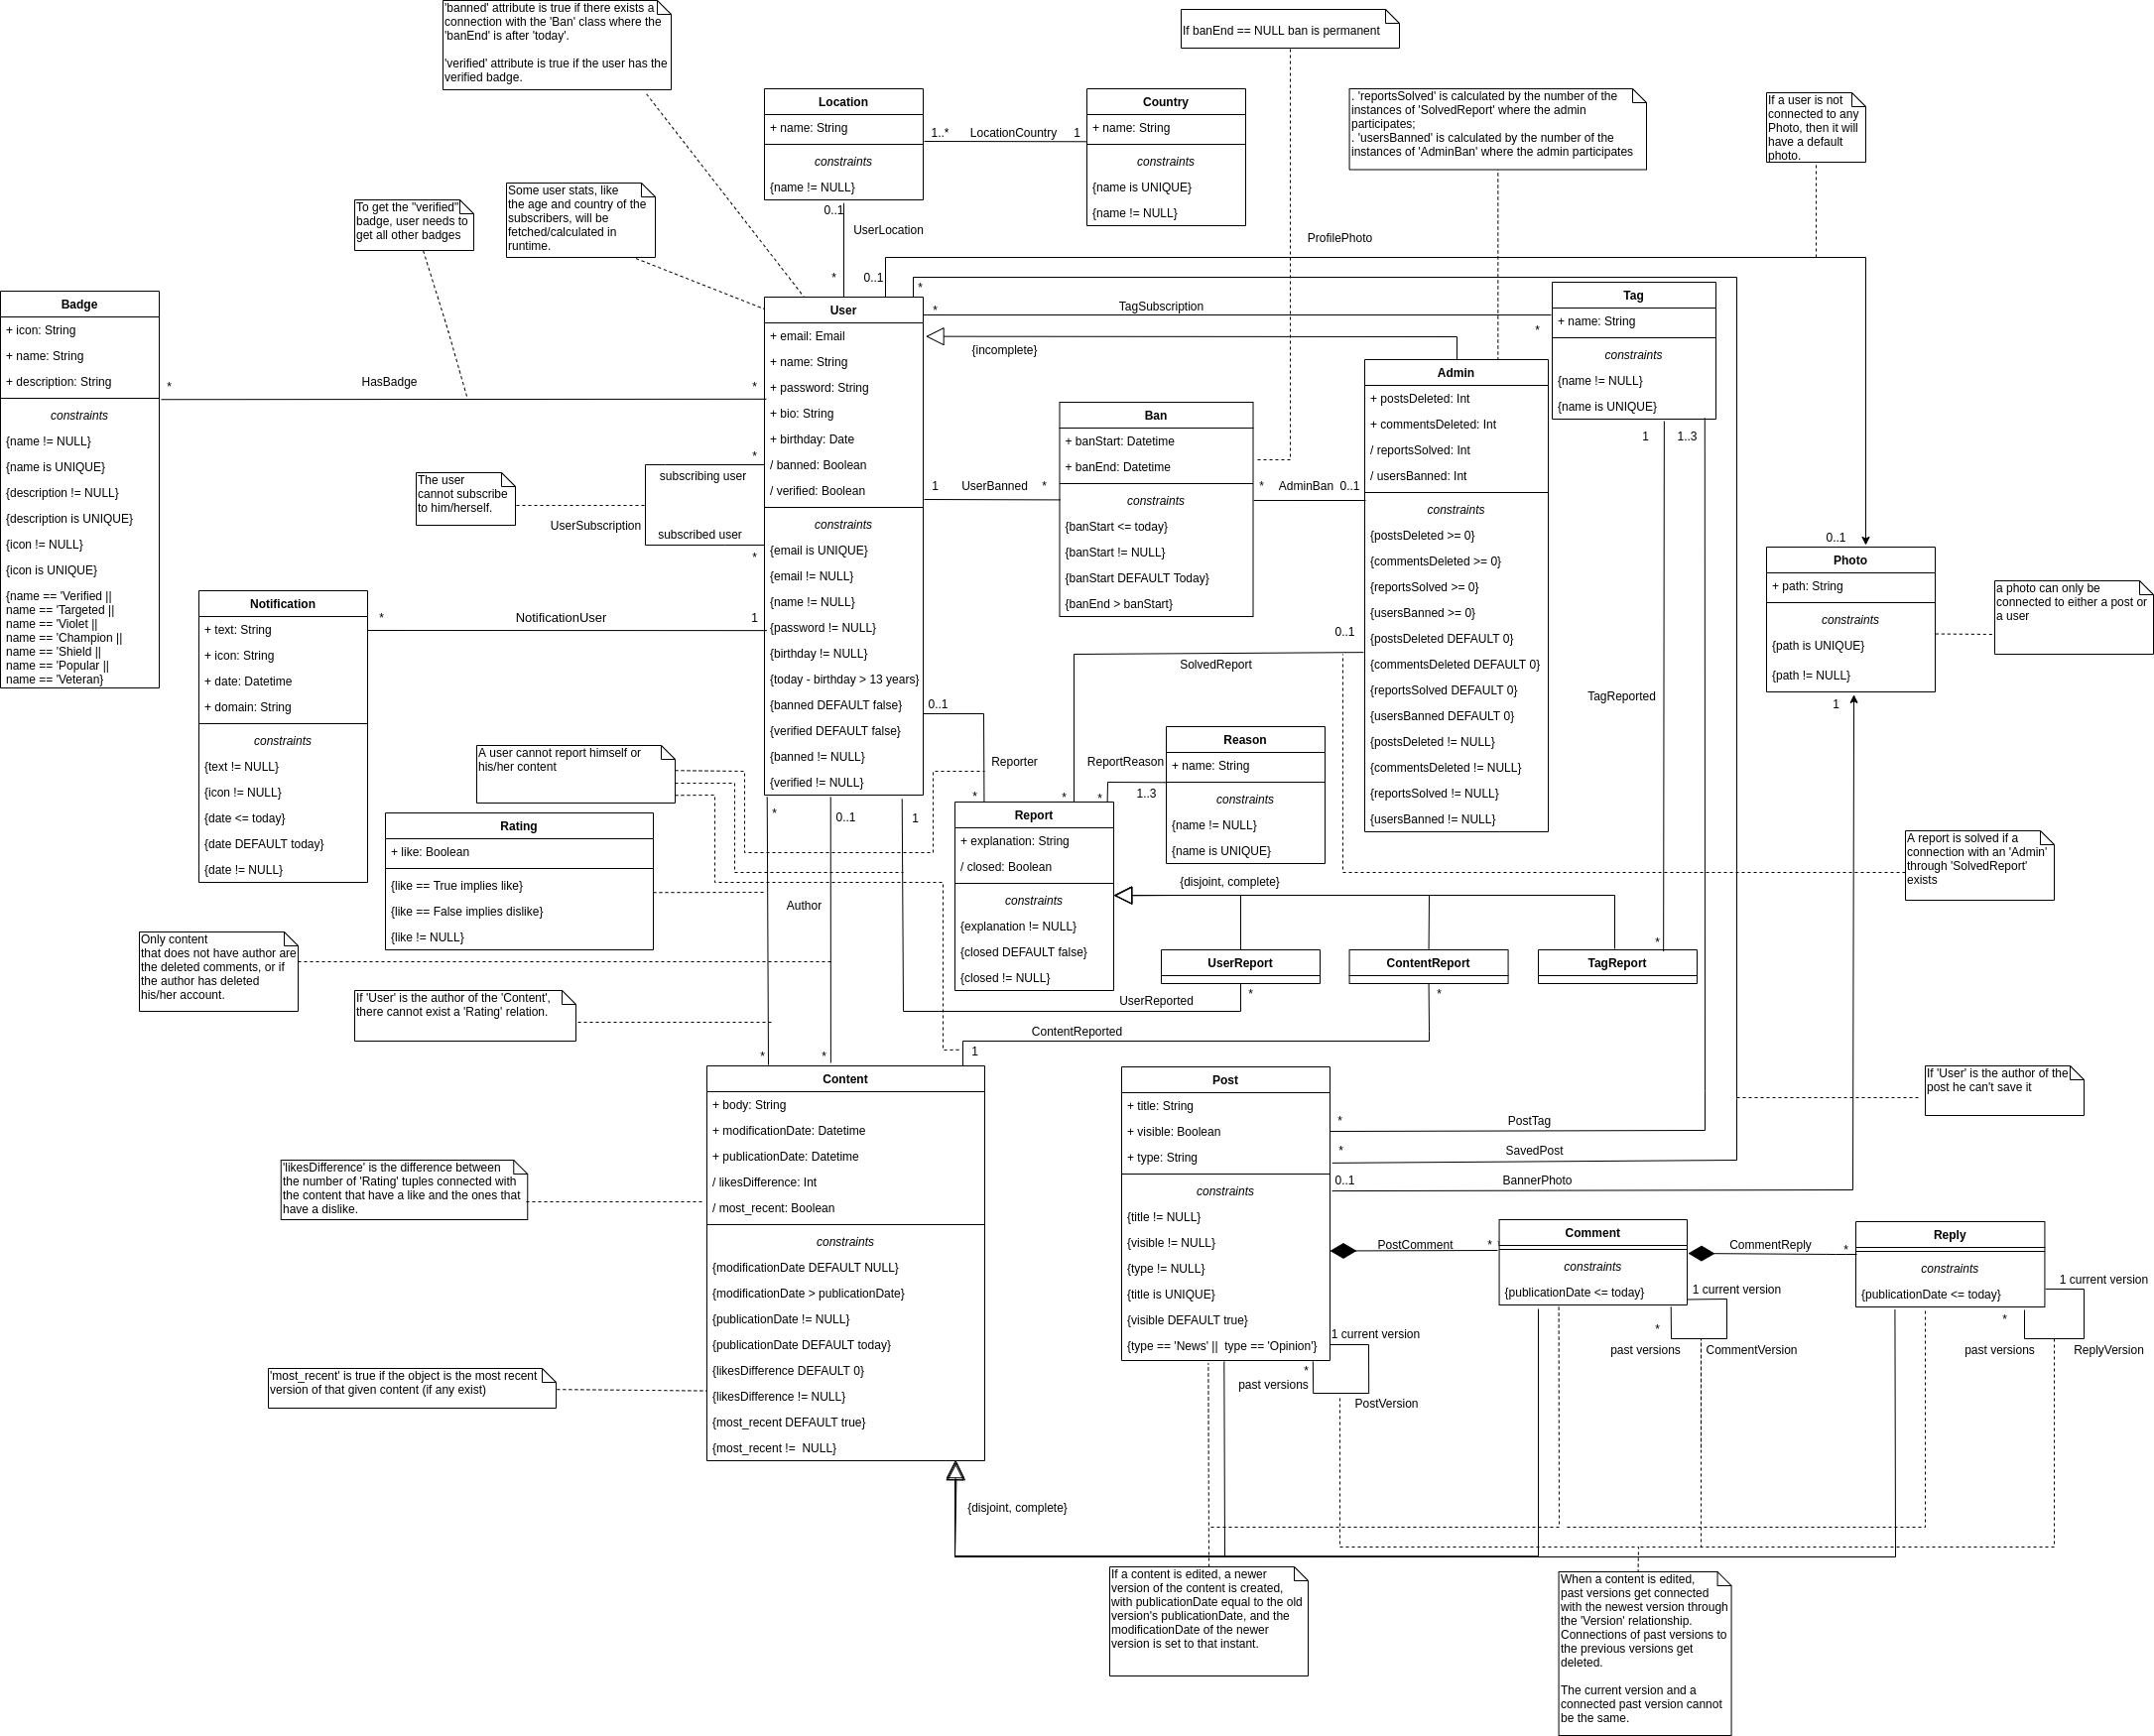 'banned' attribute is true if there exists a
connection with the 'Ban' class where the
'banEnd' is after 'today'.
'verified' attribute is true if the user has the
verified badge.
If banEnd == NULL ban is permanent
Location
+ name: String
constraints
{name != NULL}
1..*
LocationCountry
1
Country
+ name: String
constraints
{name is UNIQUE}
{name != NULL}
. 'reportsSolved' is calculated by the number of the
instances of 'SolvedReport' where the admin
participates;
. 'usersBanned' is calculated by the number of the
instances of 'AdminBan' where the admin participates
If a user is not
connected to any
Photo, then it will
have a default
photo.
To get the "verified"
badge, user needs to
get all other badges
Some user stats, like
the age and country of the
subscribers, will be
fetched/calculated in
runtime.
0..1
UserLocation
*
0..1
ProfilePhoto
*
*
TagSubscription
*
{incomplete}
Badge
+ icon: String
+ name: String
+ description: String
constraints
{name != NULL}
{name is UNIQUE}
{description != NULL}
{description is UNIQUE}
{icon != NULL}
{icon is UNIQUE}
{name == 'Verified ||
name == 'Targeted ||
name == 'Violet ||
name == 'Champion ||
name == 'Shield ||
name == 'Popular ||
name == 'Veteran}
*
HasBadge
*
User
+ email: Email
+ name: String
+ password: String
+ bio: String
+ birthday: Date
/ banned: Boolean
/ verified: Boolean
constraints
{email is UNIQUE}
{email != NULL}
{name != NULL}
{password != NULL}
{birthday != NULL}
{today - birthday > 13 years}
{banned DEFAULT false}
{verified DEFAULT false}
{banned != NULL}
{verified != NULL}
*
subscribing user
subscribed user
*
UserSubscription
The user
cannot subscribe
to him/herself.
1
UserBanned
*
Ban
+ banStart: Datetime
+ banEnd: Datetime
constraints
{banStart <= today}
{banStart != NULL}
{banStart DEFAULT Today}
{banEnd > banStart}
*
AdminBan
0..1
Admin
+ postsDeleted: Int
+ commentsDeleted: Int
/ reportsSolved: Int
/ usersBanned: Int
constraints
{postsDeleted >= 0}
{commentsDeleted >= 0}
{reportsSolved >= 0}
{usersBanned >= 0}
{postsDeleted DEFAULT 0}
{commentsDeleted DEFAULT 0}
{reportsSolved DEFAULT 0}
{usersBanned DEFAULT 0}
{postsDeleted != NULL}
{commentsDeleted != NULL}
{reportsSolved != NULL}
{usersBanned != NULL}
Tag
+ name: String
constraints
{name != NULL}
{name is UNIQUE}
1
1..3
0..1
Photo
+ path: String
constraints
{path is UNIQUE}
{path != NULL}
1
a photo can only be
connected to either a post or
a user
Notification
+ text: String
+ icon: String
+ date: Datetime
+ domain: String
constraints
{text != NULL}
{icon != NULL}
{date <= today}
{date DEFAULT today}
{date != NULL}
*
NotificationUser
1
0..1
SolvedReport
TagReported
0..1
Reporter
*
*
ReportReason
*
1..3
Reason
+ name: String
constraints
{name != NULL}
{name is UNIQUE}
A user cannot report himself or
his/her content
Rating
+ like: Boolean
{like == True implies like}
{like == False implies dislike}
{like != NULL}
*
0..1
1
Author
Report
+ explanation: String
/ closed: Boolean
constraints
{explanation != NULL}
{closed DEFAULT false}
{closed != NULL}
{disjoint, complete}
A report is solved if a
connection with an 'Admin'
through 'SolvedReport'
exists
UserReport
ContentReport
*
TagReport
*
*
UserReported
ContentReported
1
Only content
that does not have author are
the deleted comments, or if
the author has deleted
his/her account.
If 'User' is the author of the 'Content',
there cannot exist a 'Rating' relation.
*
*
Content
+ body: String
+ modificationDate: Datetime
+ publicationDate: Datetime
/ likesDifference: Int
/ most_recent: Boolean
constraints
{modificationDate DEFAULT NULL}
{modificationDate > publicationDate}
{publicationDate != NULL}
{publicationDate DEFAULT today}
{likesDifference DEFAULT 0}
{likesDifference != NULL}
{most_recent DEFAULT true}
{most_recent != NULL}
'likesDifference' is the difference between
the number of 'Rating' tuples connected with
the content that have a like and the ones that
have a dislike.
'most_recent' is true if the object is the most recent
version of that given content (if any exist)
{disjoint, complete}
Post
+ title: String
+ visible: Boolean
+ type: String
constraints
{title != NULL}
{visible != NULL}
{type != NULL}
{title is UNIQUE}
{visible DEFAULT true}
{type == 'News' || type == 'Opinion'}
*
PostTag
*
SavedPost
0..1
BannerPhoto
If 'User' is the author of the
post he can't save it
PostComment
*
Comment
constraints
{publicationDate <= today}
CommentReply
*
Reply
constraints
{publicationDate <= today}
1 current version
*
past versions
PostVersion
1 current version
*
past versions
CommentVersion
1 current version
*
past versions
ReplyVersion
If a content is edited, a newer
version of the content is created,
with publicationDate equal to the old
version's publicationDate, and the
modificationDate of the newer
version is set to that instant.
When a content is edited,
past versions get connected
with the newest version through
the 'Version' relationship.
Connections of past versions to
the previous versions get
deleted.
The current version and a
connected past version cannot
be the same.